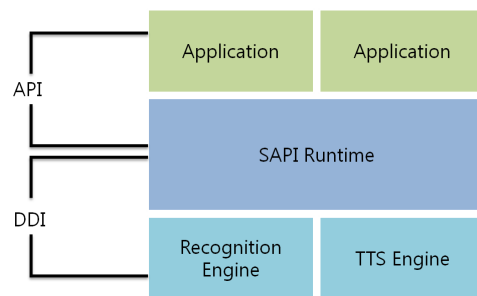 Application
Application
API
SAPI Runtime
DDI
Recognition
Engine
TTS Engine